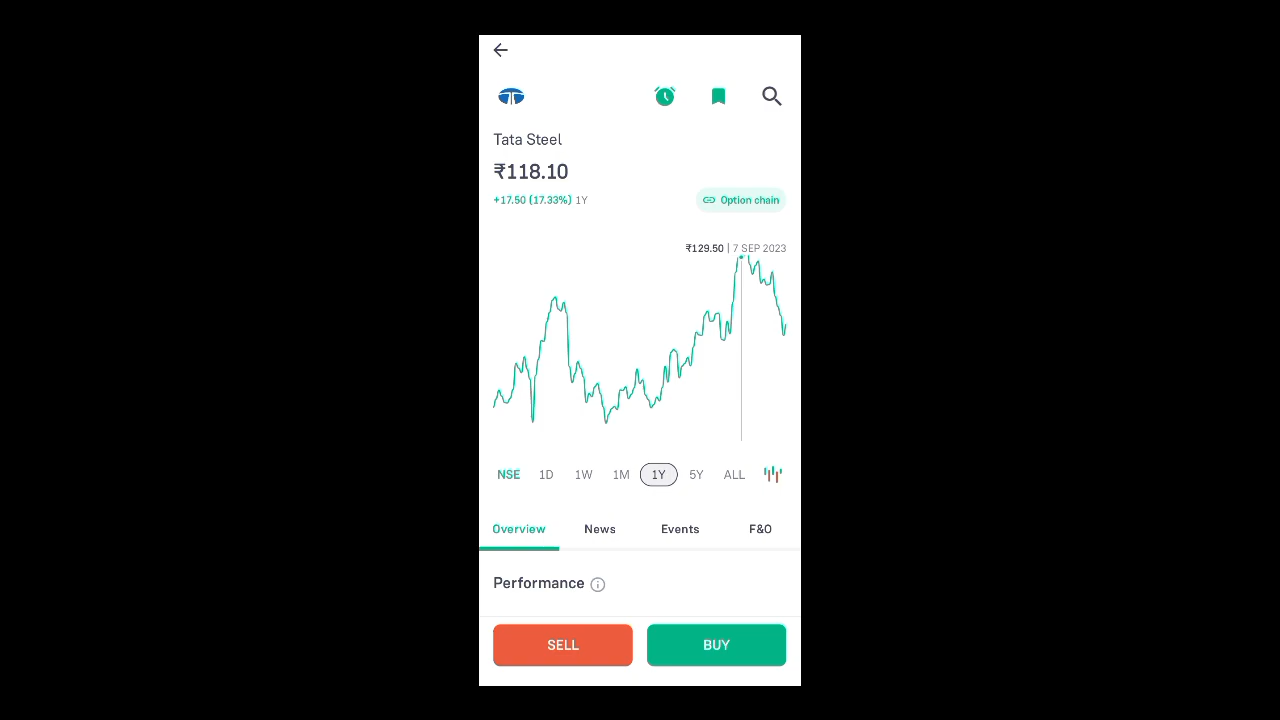 Tata Steel
₹118.10
+17.50 (17.33%) 1Y
Option chain
₹129.50 | 7 SEP 2023
NSE 1D 1W 1M 1Y 5Y ALL
Overview News Events F&O
Performance
SELL BUY